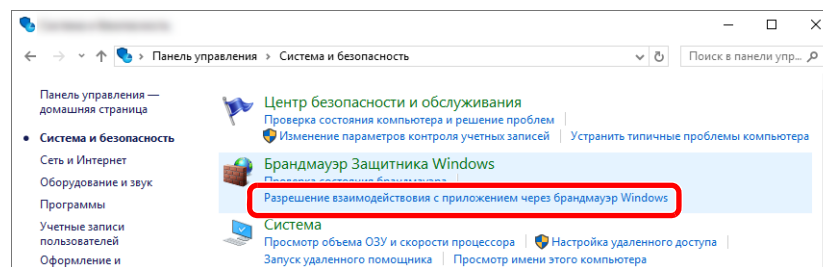 Панель управления > Система и безопасность
Поиск в панели упр...
Панель управления — домашняя страница
Система и безопасность
Сеть и Интернет
Оборудование и звук
Программы
Учетные записи пользователей
Оформление и
Центр безопасности и обслуживания
Проверка состояния компьютера и решение проблем
Изменение параметров контроля учетных записей
Устранить типичные проблемы компьютера
Брандмауэр Защитника Windows
Проверка состояния брандмауэра
Разрешение взаимодействия с приложением через брандмауэр Windows
Система
Просмотр объема ОЗУ и скорости процессора
Настройка удаленного доступа
Запуск удаленного помощника
Просмотр имени этого компьютера